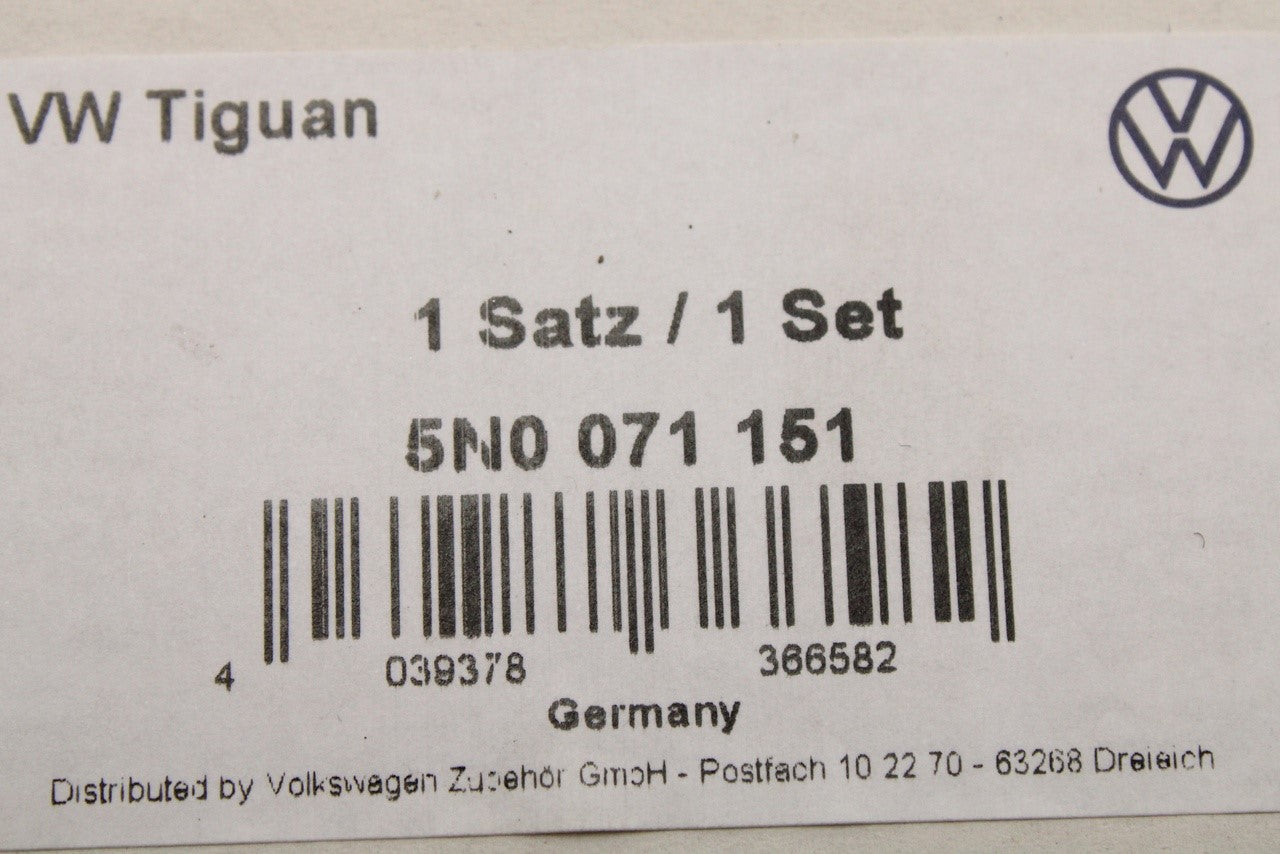 VW Tiguan
1 Satz / 1 Set
5N0 071 151
4 039378 366582
Germany
Distributed by Volkswagen Zubehör GmbH - Postfach 10 22 70 - 63268 Dreieich